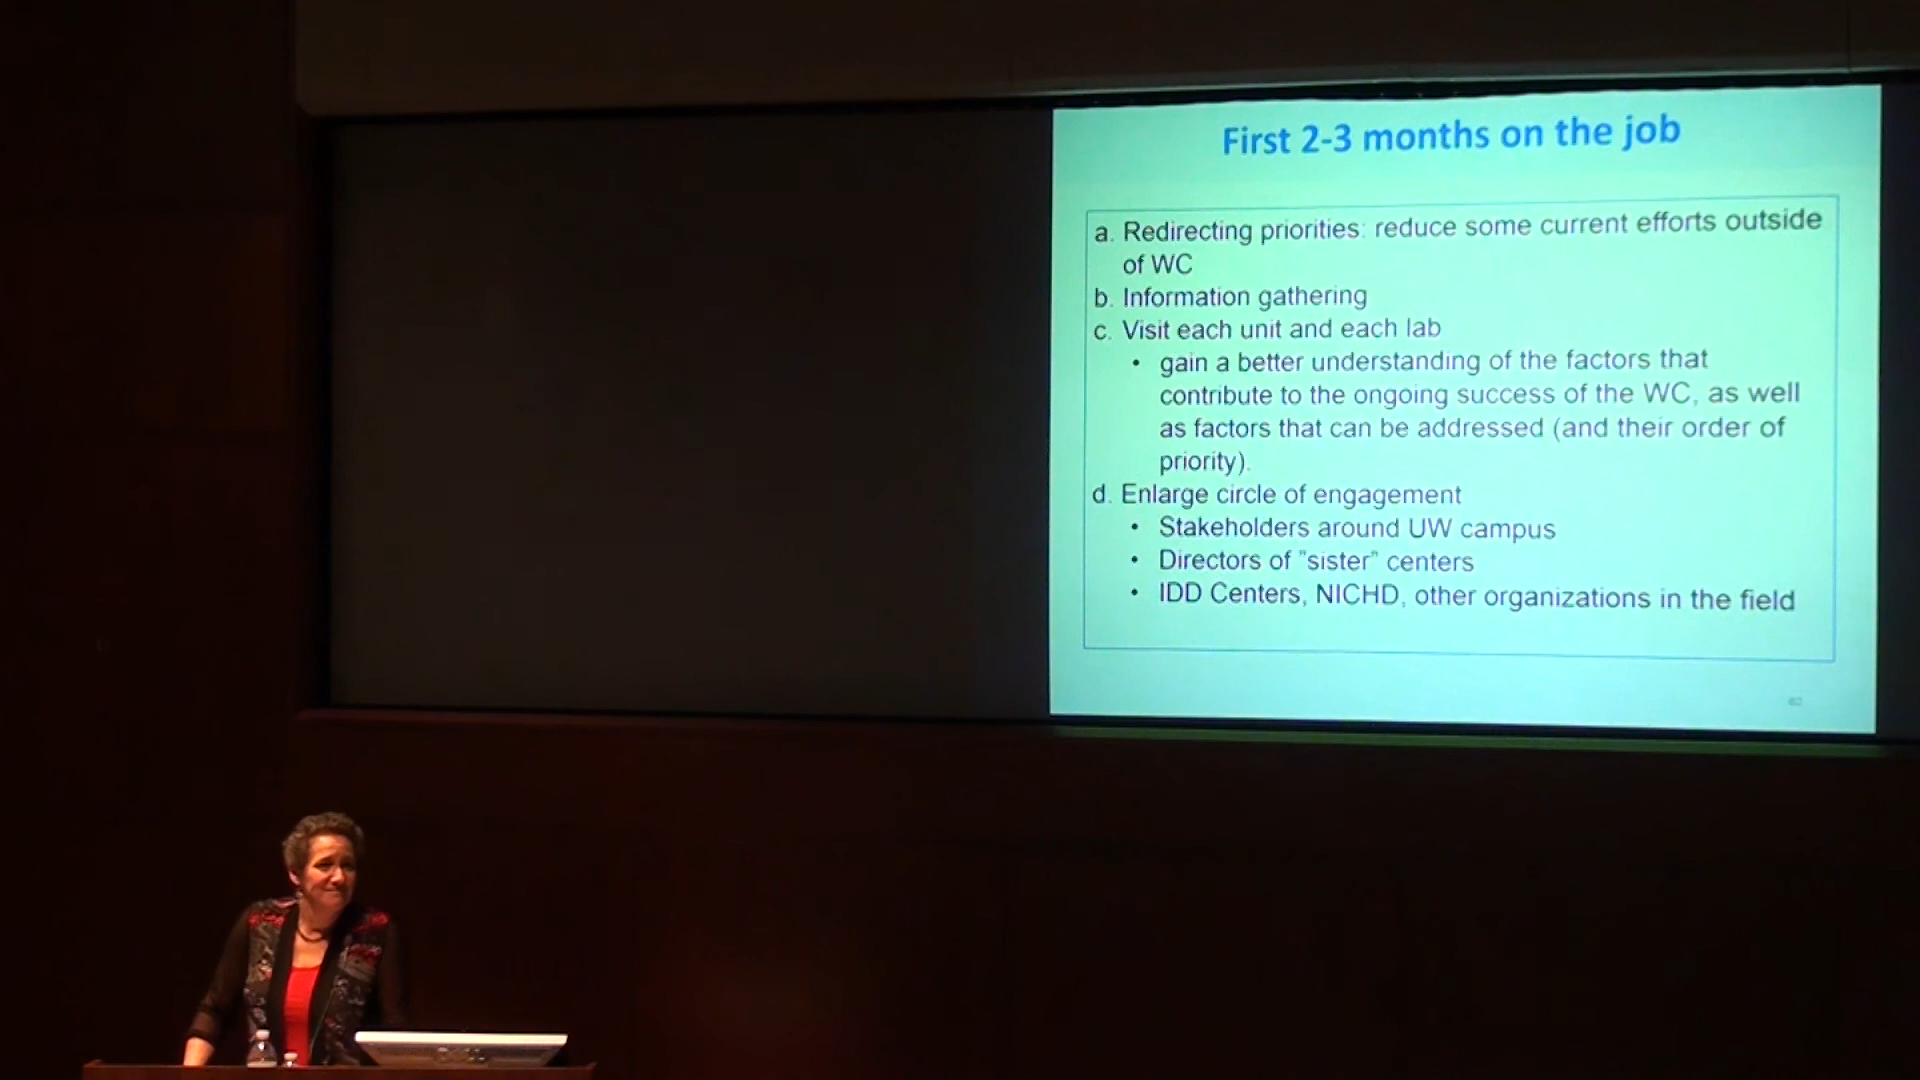 First 2-3 months on the job
a. Redirecting priorities: reduce some current efforts outside
of WC
b. Information gathering
c. Visit each unit and each lab
• gain a better understanding of the factors that
contribute to the ongoing success of the WC, as well
as factors that can be addressed (and their order of
priority).
d. Enlarge circle of engagement
• Stakeholders around UW campus
• Directors of "sister" centers
• IDD Centers, NICHD, other organizations in the field